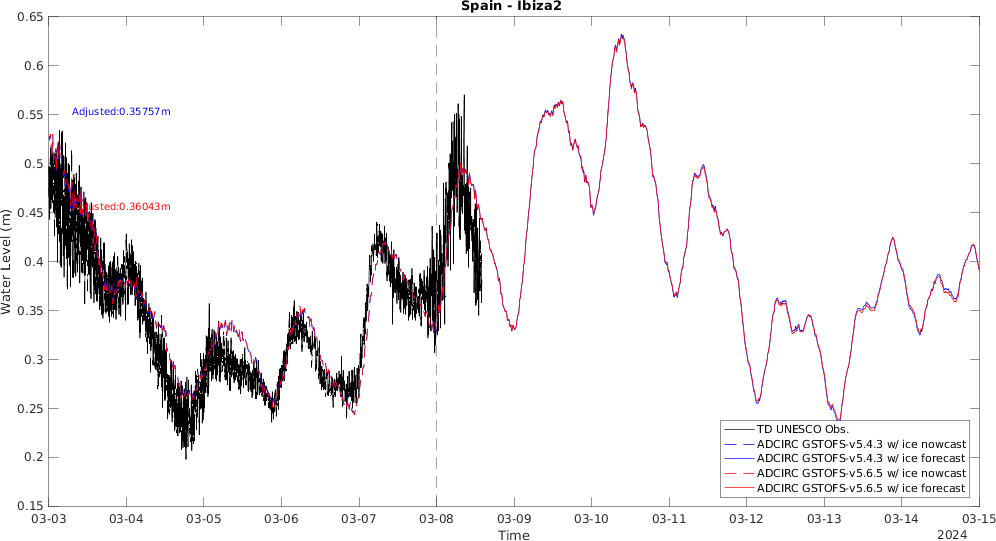 Spain - Ibiza2
Water Level (m)
0.65
0.6
0.55
0.5
0.45
0.4
0.35
0.3
0.25
0.2
0.15
Adjusted:0.35757m
Adjusted:0.36043m
TD UNESCO Obs.
ADCIRC GSTOFS-v5.4.3 w/ ice nowcast
ADCIRC GSTOFS-v5.4.3 w/ ice forecast
ADCIRC GSTOFS-v5.6.5 w/ ice nowcast
ADCIRC GSTOFS-v5.6.5 w/ ice forecast
03-03 03-04 03-05 03-06 03-07 03-08 03-09 03-10 03-11 03-12 03-13 03-14 03-15
Time
2024